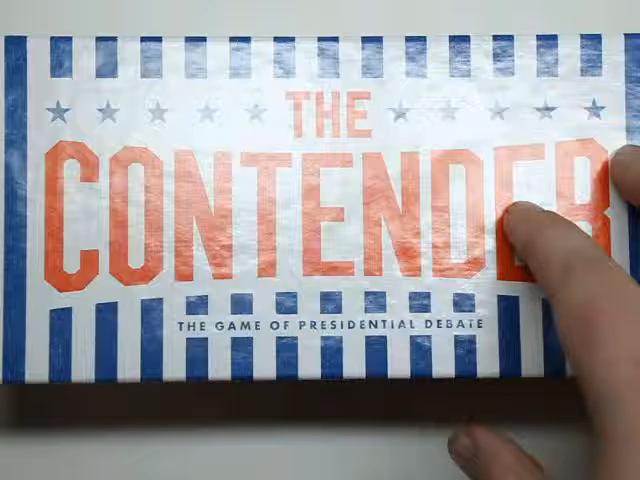 THE
CONTENDER
THE GAME OF PRESIDENTIAL DEBATE